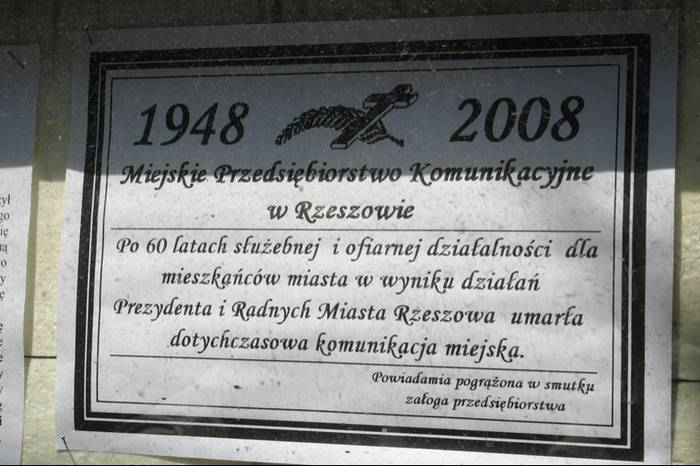 1948 2008
Miejskie Przedsiębiorstwo Komunikacyjne
w Rzeszowie
Po 60 latach służebnej i ofiarnej działalności dla
mieszkańców miasta w wyniku działań
Prezydenta i Radnych Miasta Rzeszowa umarła
dotychczasowa komunikacja miejska.
Powiadamia pogrążona w smutku
załoga przedsiębiorstwa